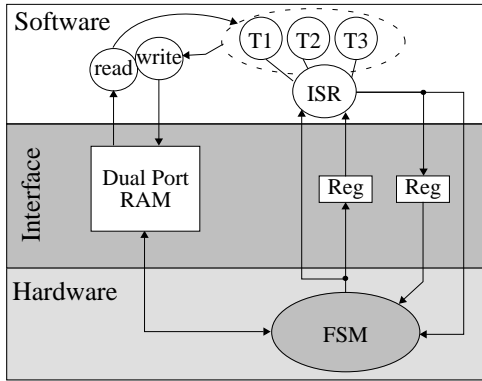 Software
T1 T2 T3
read write
ISR
Interface
Dual Port
RAM
Reg Reg
Hardware
FSM